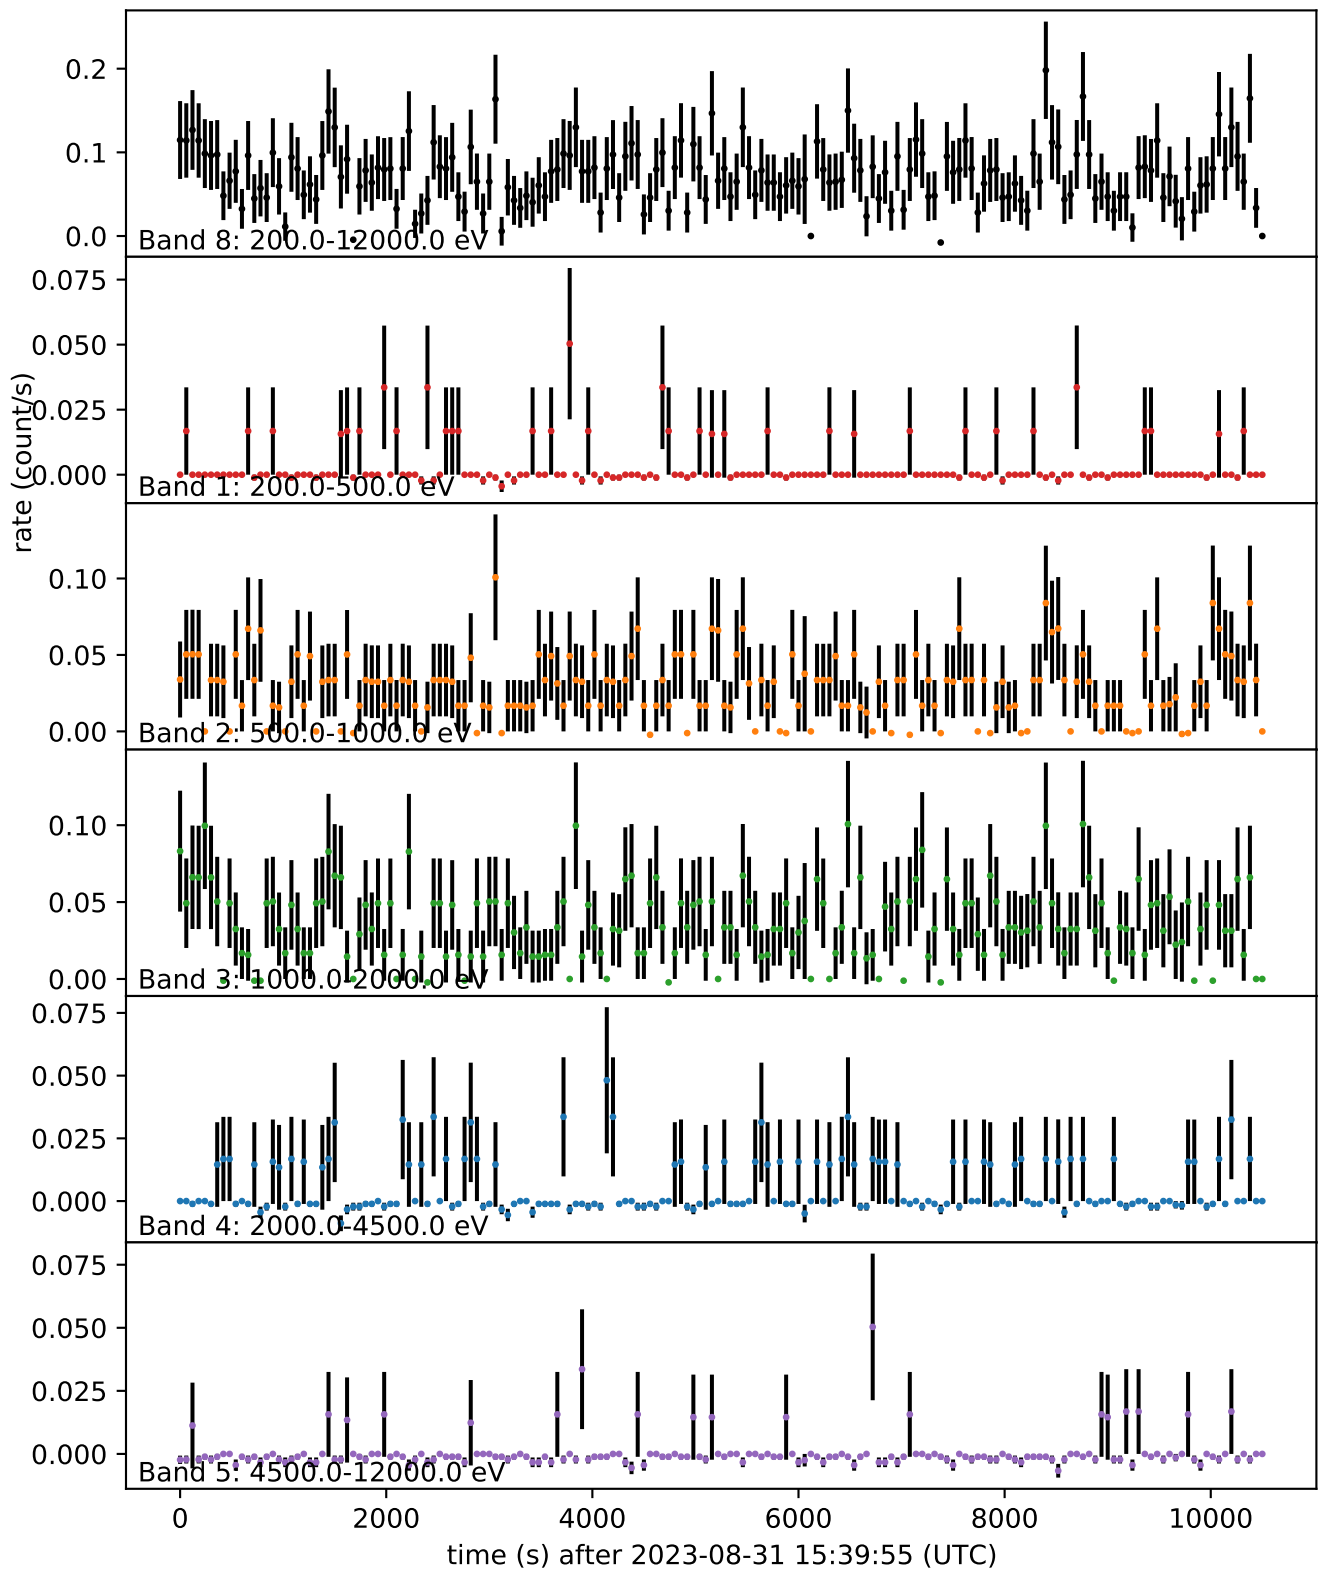 0.2
0.1
0.0
Band 8: 200.0-12000.0 eV
0.075
0.050
0.025
0.000
Band 1: 200.0-500.0 eV
rate (count/s)
0.10
0.05
0.00
Band 2: 500.0-1000.0 eV
0.10
0.05
0.00
Band 3: 1000.0-2000.0 eV
0.075
0.050
0.025
0.000
Band 4: 2000.0-4500.0 eV
0.075
0.050
0.025
0.000
Band 5: 4500.0-12000.0 eV
0 2000 4000 6000 8000 10000
time (s) after 2023-08-31 15:39:55 (UTC)